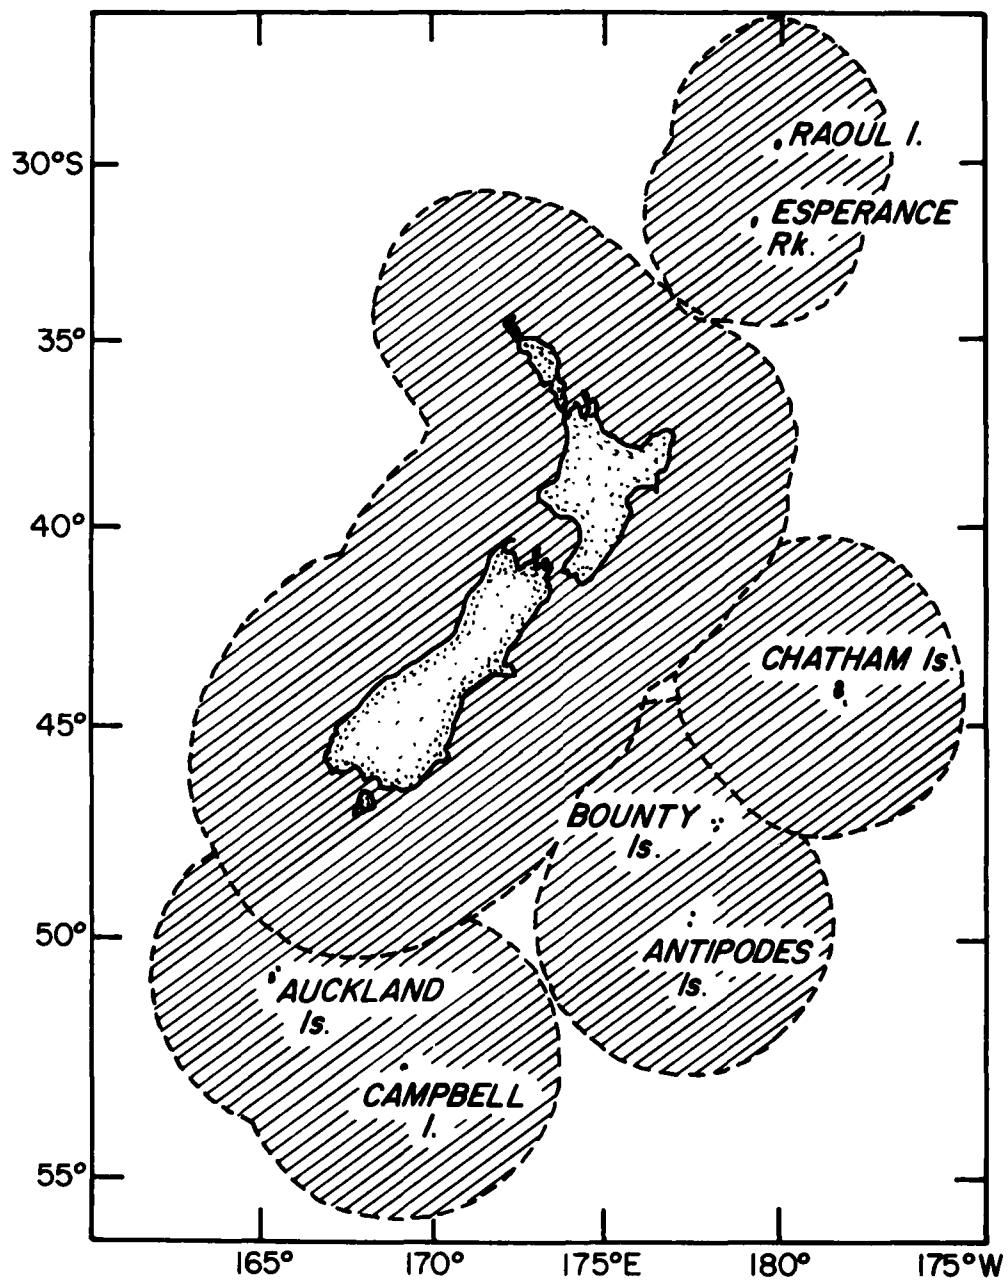 RAOUL I.
30°S
ESPERANCE
Rk.
35°
40°
CHATHAM Is.
45°
BOUNTY
Is.
50°
ANTIPODES
Is.
AUCKLAND
Is.
CAMPBELL
I.
55°
165° 170° 175°E 180° 175°W